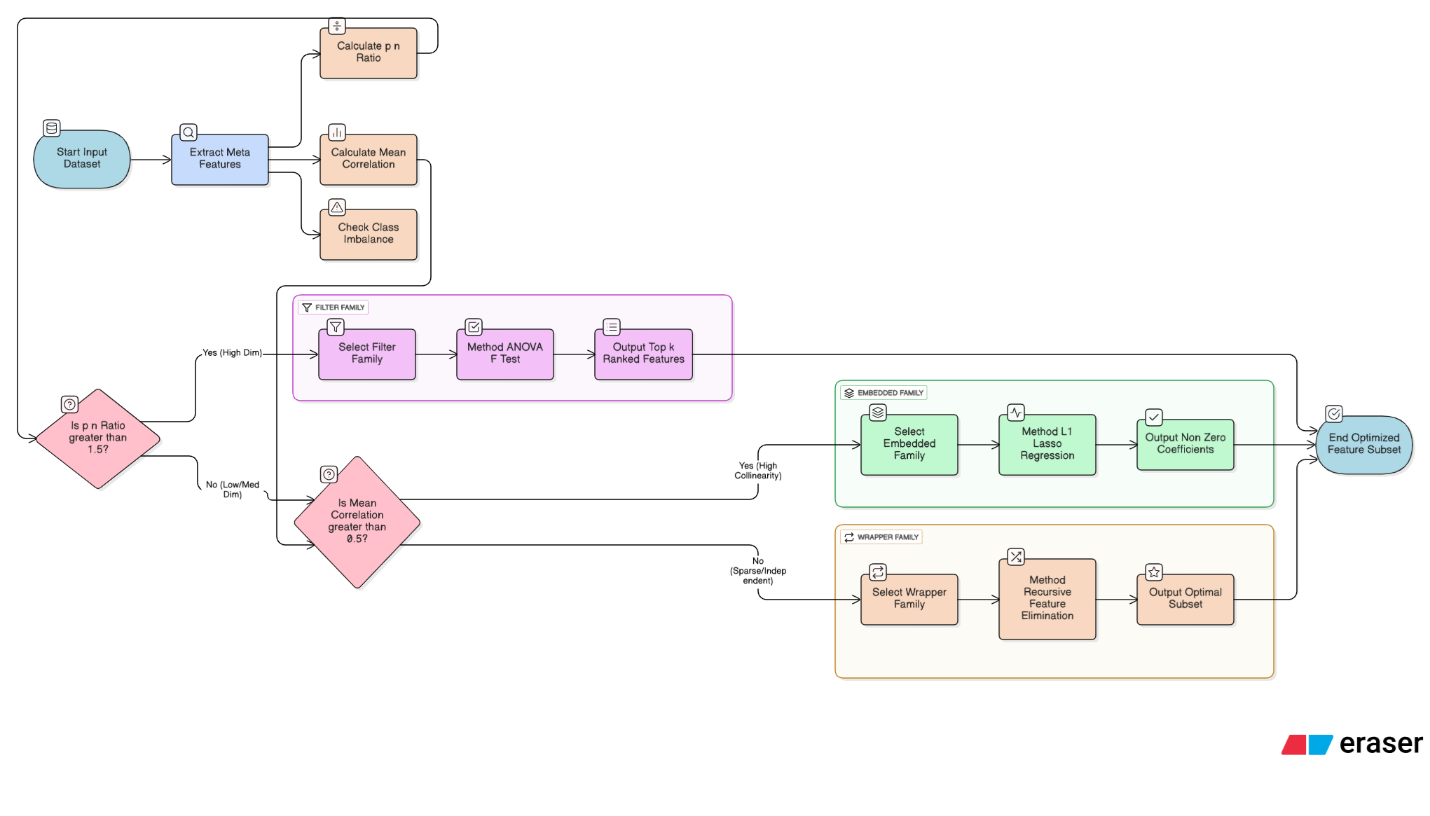 Calculate p n
Ratio
Start Input
Dataset
Extract Meta
Features
Calculate Mean
Correlation
Check Class
Imbalance
FILTER FAMILY
Select Filter
Family
Method ANOVA
F Test
Output Top k
Ranked Features
Yes (High Dim)
Is p n Ratio
greater than
1.5?
No (Low/Med
Dim)
Is Mean
Correlation
greater than
0.5?
Yes (High
Collinearity)
EMBEDDED FAMILY
Select
Embedded
Family
Method L1
Lasso
Regression
Output Non Zero
Coefficients
End Optimized
Feature Subset
No
(Sparse/Indep
endent)
WRAPPER FAMILY
Select Wrapper
Family
Method
Recursive
Feature
Elimination
Output Optimal
Subset
eraser